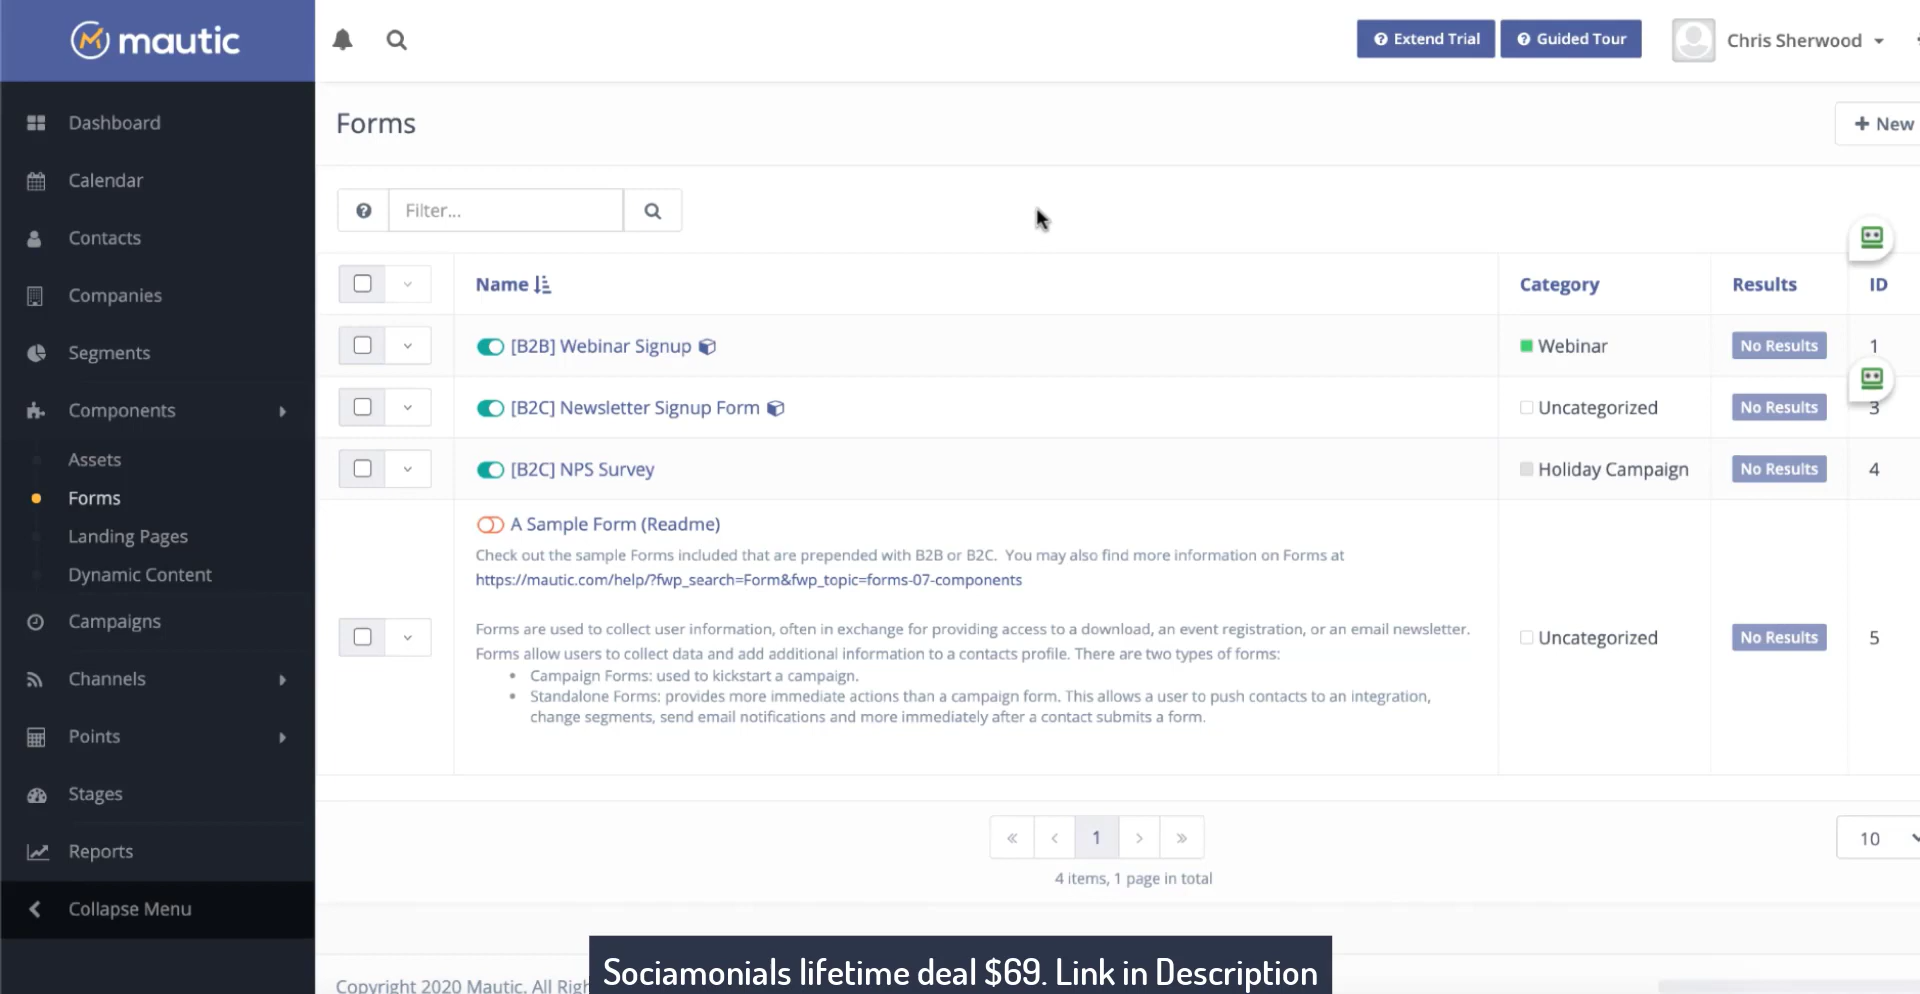 mautic
Extend Trial
Guided Tour
Chris Sherwood
Dashboard
Calendar
Contacts
Companies
Segments
Components
Assets
Forms
Landing Pages
Dynamic Content
Campaigns
Channels
Points
Stages
Reports
Collapse Menu
Forms
+ New
Filter...
Name
Category
Results
ID
[B2B] Webinar Signup
Webinar
No Results
1
[B2C] Newsletter Signup Form
Uncategorized
No Results
3
[B2C] NPS Survey
Holiday Campaign
No Results
4
A Sample Form (Readme)
Check out the sample Forms included that are prepended with B2B or B2C. You may also find more information on Forms at
https://mautic.com/help/?fwp_search=Form&fwp_topic=forms-07-components
Forms are used to collect user information, often in exchange for providing access to a download, an event registration, or an email newsletter.
Forms allow users to collect data and add additional information to a contacts profile. There are two types of forms:
• Campaign Forms: used to kickstart a campaign.
• Standalone Forms: provides more immediate actions than a campaign form. This allows a user to push contacts to an integration,
change segments, send email notifications and more immediately after a contact submits a form.
Uncategorized
No Results
5
« ‹ 1 › »
10
4 items, 1 page in total
Copyright 2020 Mautic. All Righ
Sociamonials lifetime deal $69. Link in Description